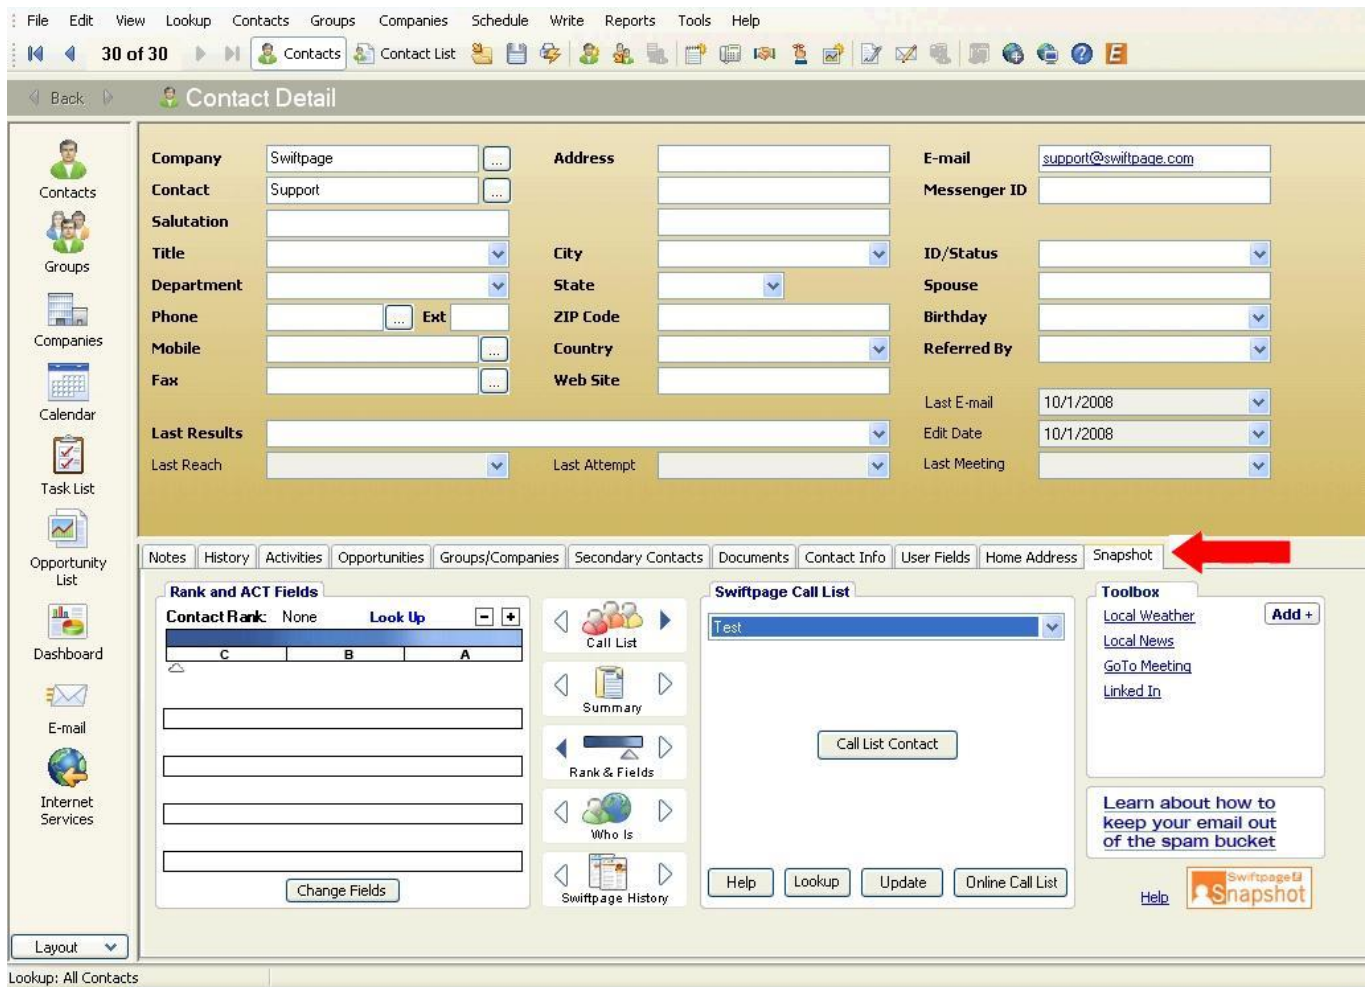 File Edit View Lookup Contacts Groups Companies Schedule Write Reports Tools Help
30 of 30 Contacts Contact List
Back Contact Detail
Contacts
Groups
Companies
Calendar
Task List
Opportunity
List
Dashboard
E-mail
Internet
Services
Layout
Company Swiftpage ... Address E-mail support@swiftpage.com
Contact Support ... Messenger ID
Salutation
Title City ID/Status
Department State Spouse
Phone ... Ext ZIP Code Birthday
Mobile ... Country Referred By
Fax ... Web Site
Last E-mail 10/1/2008
Last Results Edit Date 10/1/2008
Last Reach Last Attempt Last Meeting
Notes History Activities Opportunities Groups/Companies Secondary Contacts Documents Contact Info User Fields Home Address Snapshot
Rank and ACT Fields
Contact Rank: None Look Up - +
C B A
Change Fields
Call List
Summary
Rank & Fields
Who Is
Swiftpage History
Swiftpage Call List
Test
Call List Contact
Help Lookup Update Online Call List
Toolbox
Local Weather Add +
Local News
GoTo Meeting
Linked In
Learn about how to
keep your email out
of the spam bucket
Help Swiftpage
Snapshot
Lookup: All Contacts